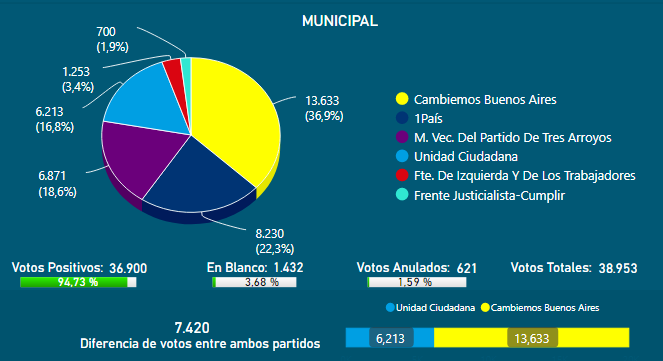 MUNICIPAL
700
(1,9%)
1.253
(3,4%)
6.213
(16,8%)
6.871
(18,6%)
13.633
(36,9%)
8.230
(22,3%)
Cambiemos Buenos Aires
1País
M. Vec. Del Partido De Tres Arroyos
Unidad Ciudadana
Fte. De Izquierda Y De Los Trabajadores
Frente Justicialista-Cumplir
Votos Positivos: 36.900
94,73 %
En Blanco: 1.432
3,68 %
Votos Anulados: 621
1,59 %
Votos Totales: 38.953
7.420
Diferencia de votos entre ambos partidos
Unidad Ciudadana Cambiemos Buenos Aires
6,213 13,633